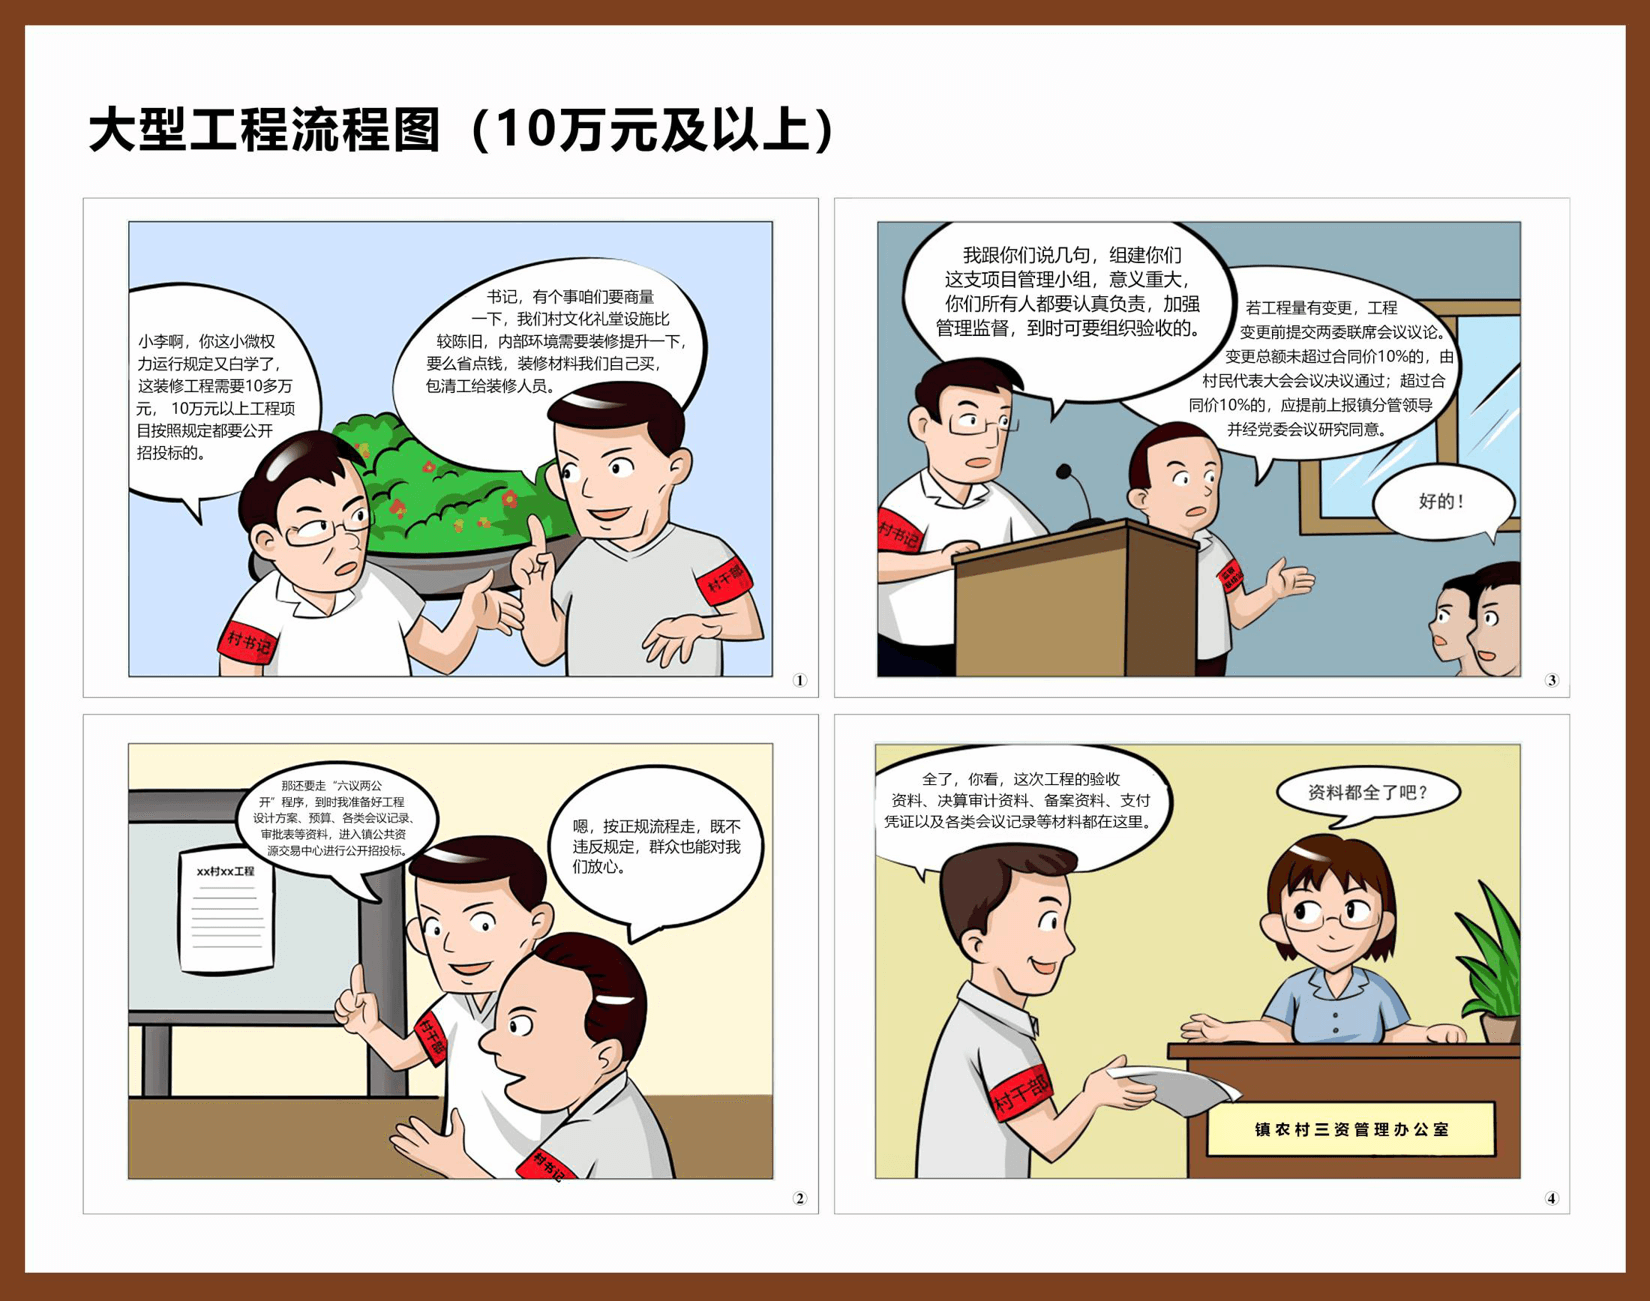 大型工程流程图（10万元及以上）
书记，有个事咱们要商量
一下，我们村文化礼堂设施比
较陈旧，内部环境需要装修提升一下，
要么省点钱，装修材料我们自己买，
包清工给装修人员。
小李啊，你这小微权
力运行规定又白学了，
这装修工程需要10多万
元， 10万元以上工程项
目按照规定都要公开
招投标的。
村书记
村干部
①
那还要走“六议两公
开”程序，到时我准备好工程
设计方案、预算、各类会议记录、
审批表等资料，进入镇公共资
源交易中心进行公开招投标。
嗯，按正规流程走，既不
违反规定，群众也能对我
们放心。
xx村xx工程
村干部
村书记
②
我跟你们说几句，组建你们
这支项目管理小组，意义重大，
你们所有人都要认真负责，加强
管理监督，到时可要组织验收的。
若工程量有变更，工程
变更前提交两委联席会议议论。
变更总额未超过合同价10%的，由
村民代表大会会议决议通过；超过合
同价10%的，应提前上报镇分管领导
并经党委会议研究同意。
好的！
村书记
③
全了，你看，这次工程的验收
资料、决算审计资料、备案资料、支付
凭证以及各类会议记录等材料都在这里。
资料都全了吧？
村干部
镇农村三资管理办公室
④